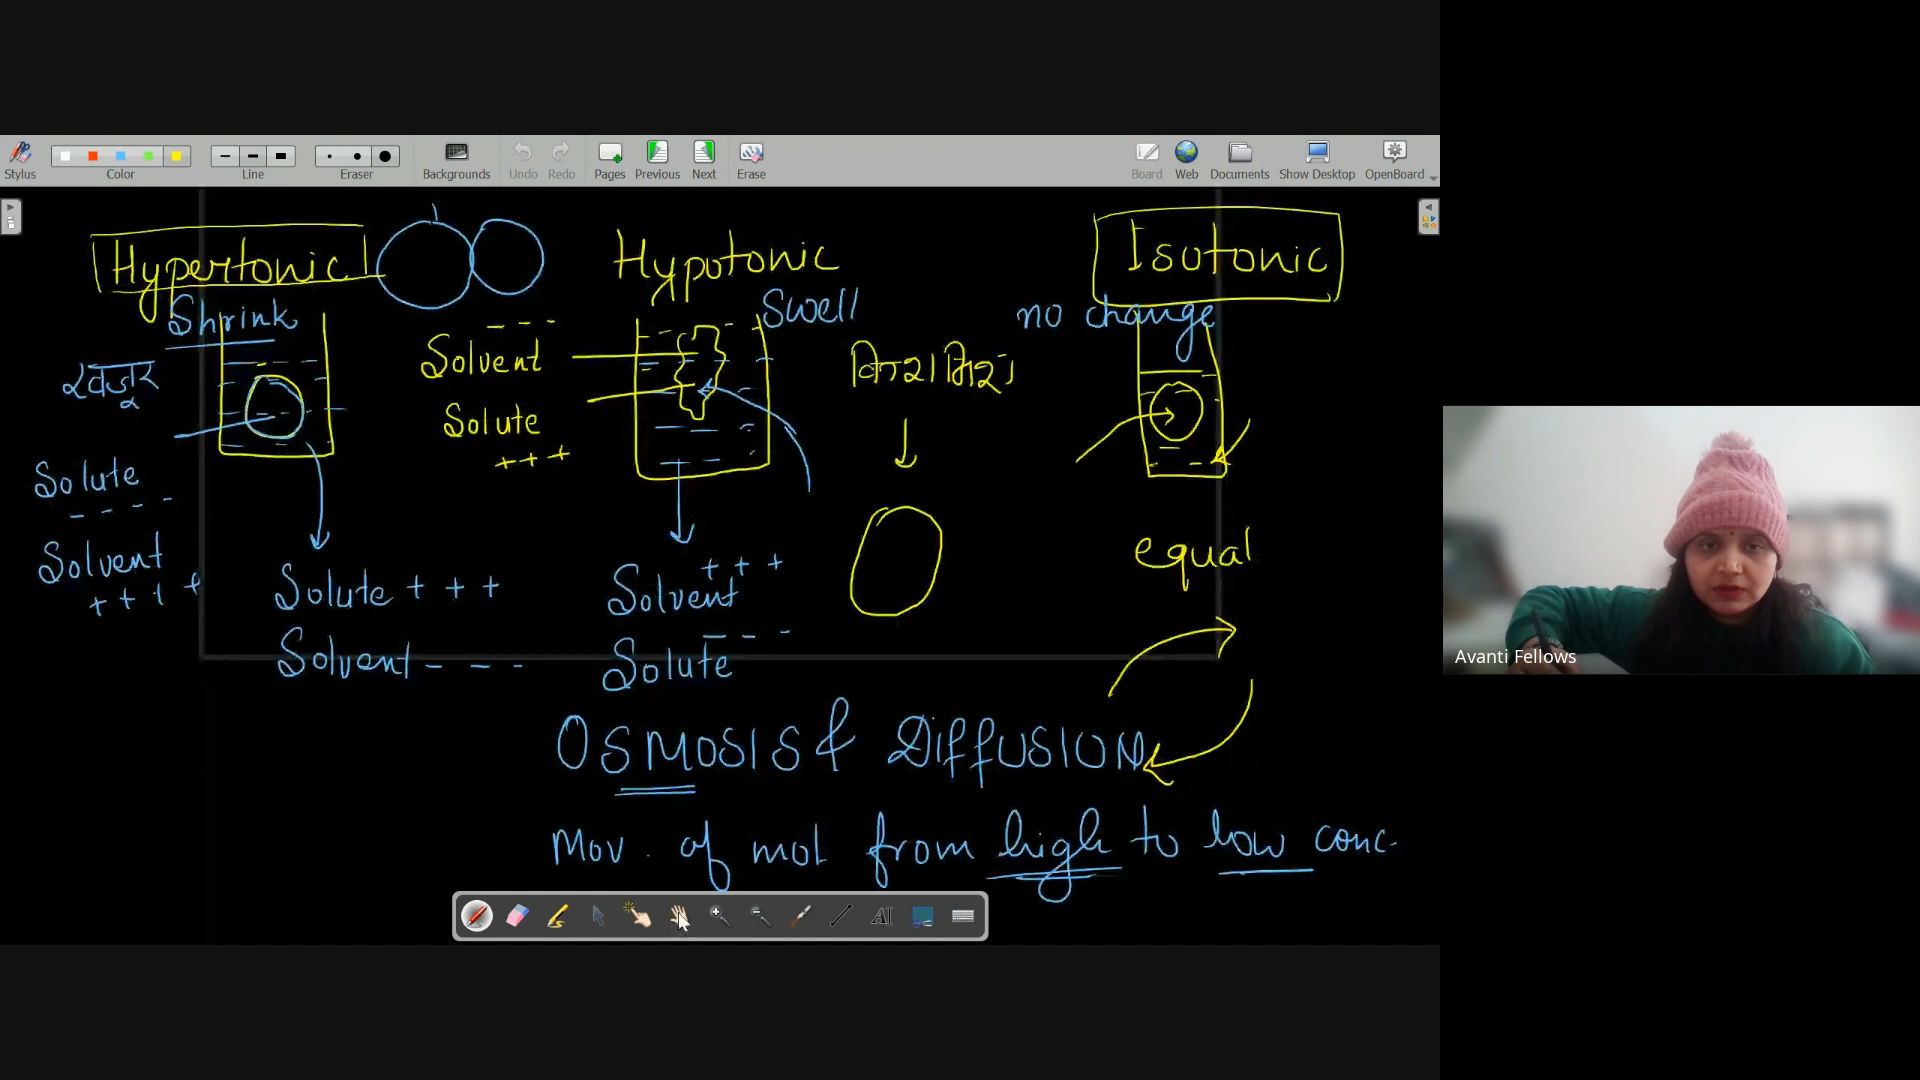 Stylus Color Line Eraser Backgrounds Undo Redo Pages Previous Next Erase Board Web Documents Show Desktop OpenBoard
Hypertonic
Shrink
Solute
- - - -
Solvent
+ + + +
Solute + + +
Solvent - - -
Hypotonic
Swell
- - -
Solvent
Solute
+ + +
+ + +
Solvent
- - -
Solute
Isotonic
no change
equal
OSMOSIS & DIFFUSION
Mov. of mol from high to low conc.
Avanti Fellows